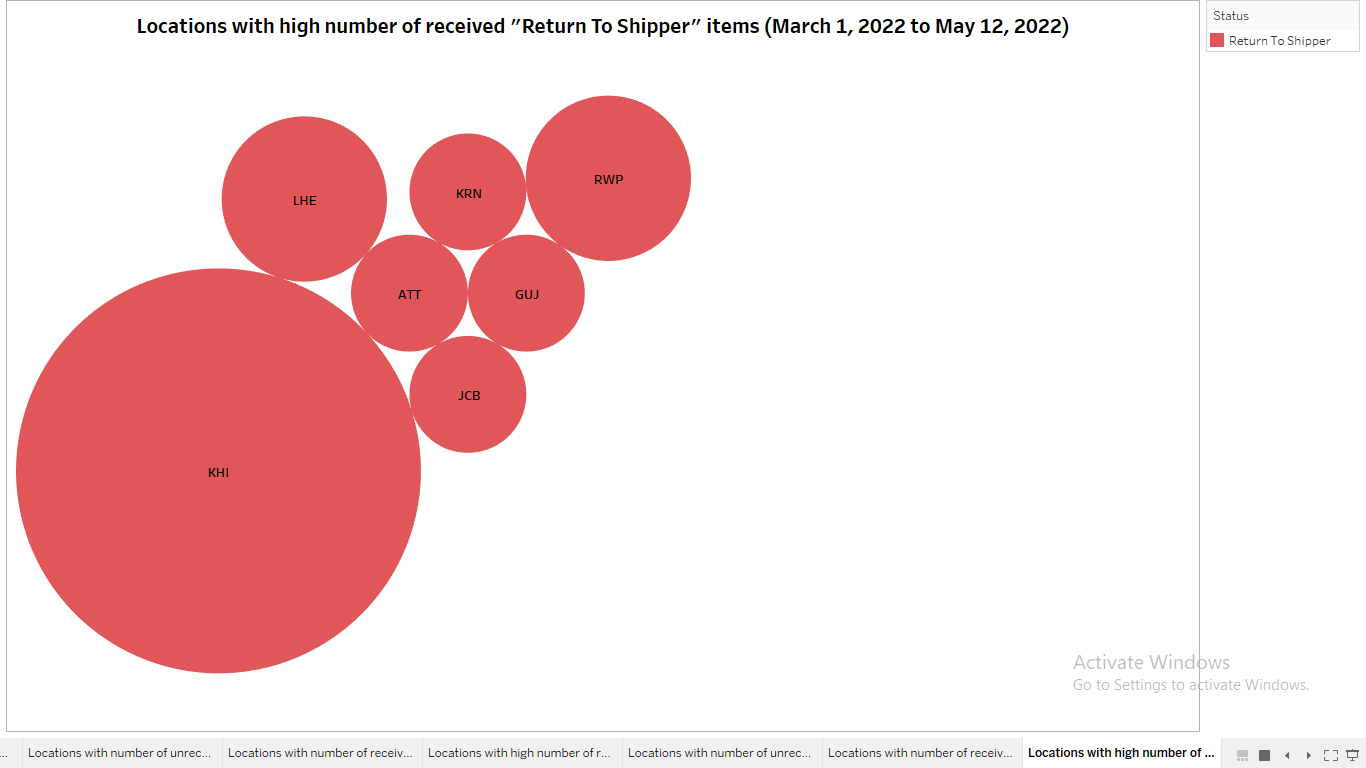 Locations with high number of received "Return To Shipper" items (March 1, 2022 to May 12, 2022)
Status
Return To Shipper
RWP
KRN
LHE
ATT
GUJ
JCB
KHI
Activate Windows
Go to Settings to activate Windows.
... Locations with number of unrec... Locations with number of receiv... Locations with high number of r... Locations with number of unrec... Locations with number of receiv... Locations with high number of ...